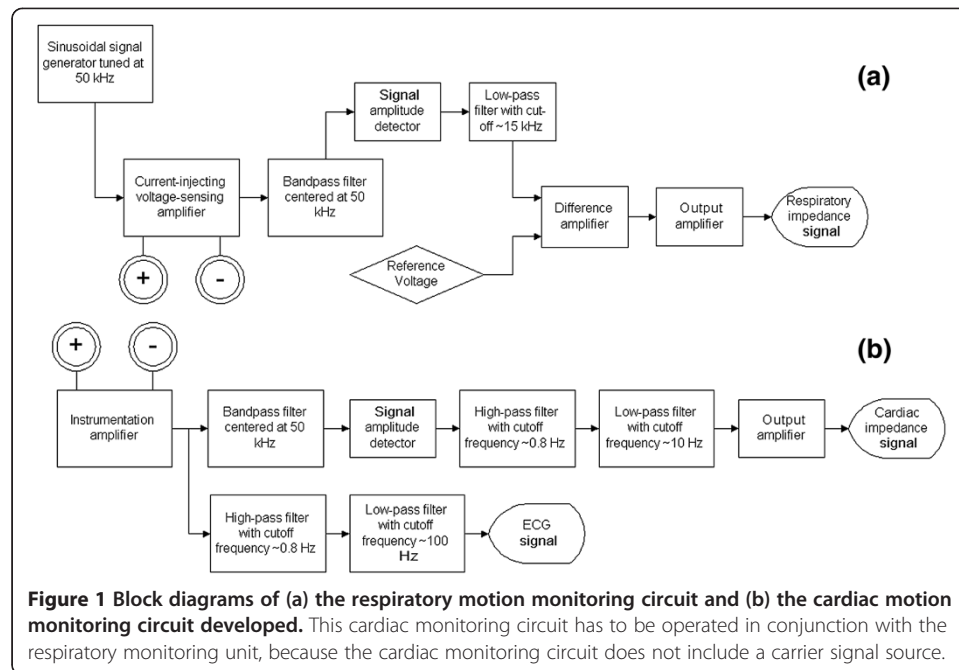 Sinusoidal signal
generator tuned at
50 kHz
(a)
Signal
amplitude
detector
Low-pass
filter with cut-
off ~15 kHz
Current-injecting
voltage-sensing
amplifier
Bandpass filter
centered at 50
kHz
Difference
amplifier
Output
amplifier
Respiratory
impedance
signal
Reference
Voltage
+
-
+
-
(b)
Instrumentation
amplifier
Bandpass filter
centered at 50
kHz
Signal
amplitude
detector
High-pass filter
with cutoff
frequency ~0.8 Hz
Low-pass filter
with cutoff
frequency ~10 Hz
Output
amplifier
Cardiac
impedance
signal
High-pass filter
with cutoff
frequency ~0.8 Hz
Low-pass filter
with cutoff
frequency ~100
Hz
ECG
signal
Figure 1 Block diagrams of (a) the respiratory motion monitoring circuit and (b) the cardiac motion
monitoring circuit developed. This cardiac monitoring circuit has to be operated in conjunction with the
respiratory monitoring unit, because the cardiac monitoring circuit does not include a carrier signal source.